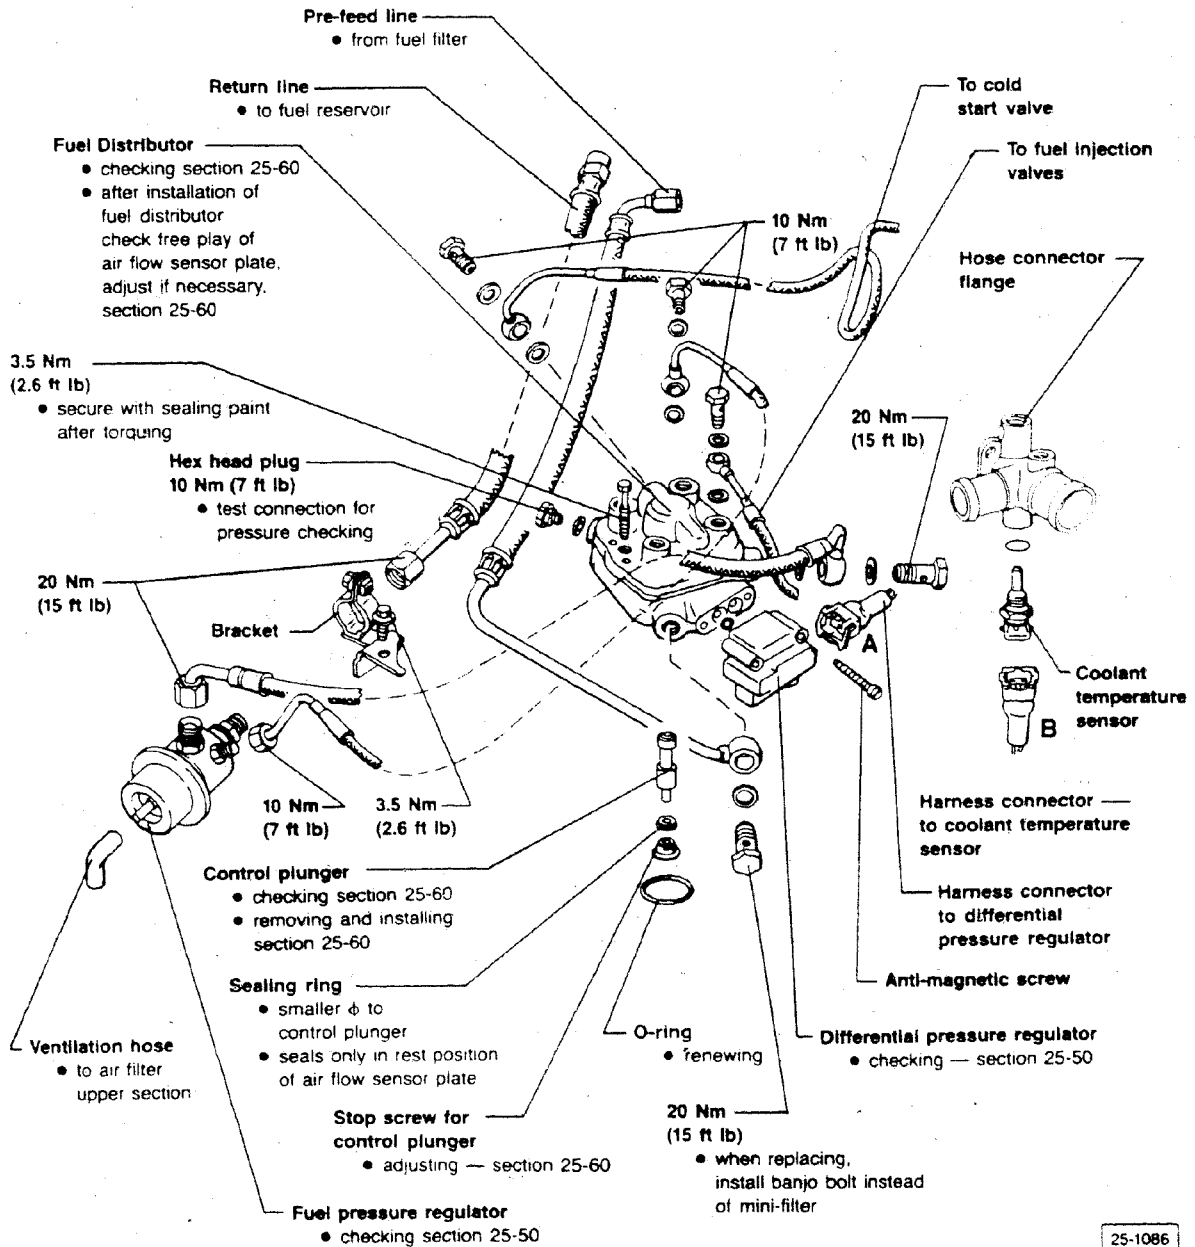 Pre-feed line
• from fuel filter
Return line
• to fuel reservoir
Fuel Distributor
• checking section 25-60
• after installation of
fuel distributor
check free play of
air flow sensor plate,
adjust if necessary,
section 25-60
To cold
start valve
To fuel injection
valves
10 Nm
(7 ft lb)
Hose connector
flange
3.5 Nm
(2.6 ft lb)
• secure with sealing paint
after torquing
20 Nm
(15 ft lb)
Hex head plug
10 Nm (7 ft lb)
• test connection for
pressure checking
20 Nm
(15 ft lb)
Bracket
A
B
Coolant
temperature
sensor
10 Nm
(7 ft lb)
3.5 Nm
(2.6 ft lb)
Harness connector
to coolant temperature
sensor
Control plunger
• checking section 25-60
• removing and installing
section 25-60
Harness connector
to differential
pressure regulator
Anti-magnetic screw
Sealing ring
• smaller ϕ to
control plunger
• seals only in rest position
of air flow sensor plate
O-ring
• renewing
Differential pressure regulator
• checking — section 25-50
Ventilation hose
• to air filter
upper section
Stop screw for
control plunger
• adjusting — section 25-60
20 Nm
(15 ft lb)
• when replacing,
install banjo bolt instead
of mini-filter
Fuel pressure regulator
• checking section 25-50
25-1086